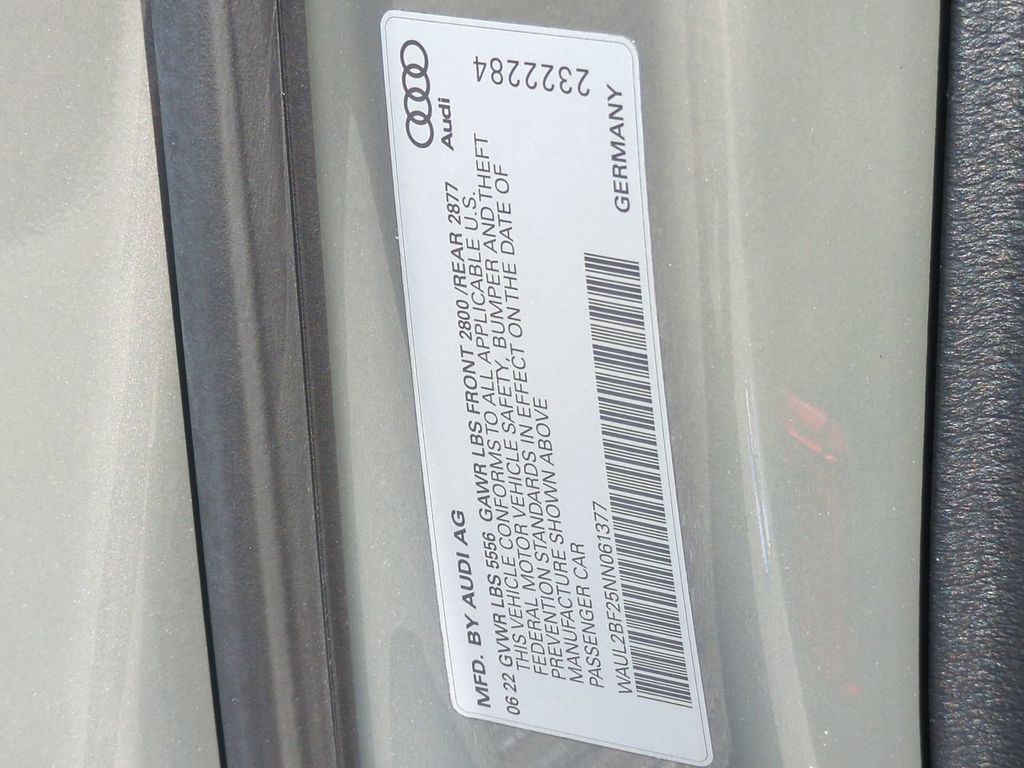 MFD. BY AUDI AG
06 22 GWWR LBS 5556 GAWR LBS FRONT 2800 /REAR 2877
THIS VEHICLE CONFORMS TO ALL APPLICABLE U.S.
FEDERAL MOTOR VEHICLE SAFETY, BUMPER AND THEFT
PREVENTION STANDARDS IN EFFECT ON THE DATE OF
MANUFACTURE SHOWN ABOVE
PASSENGER CAR
WAUL2BF25NN061377
Audi
2322284
GERMANY